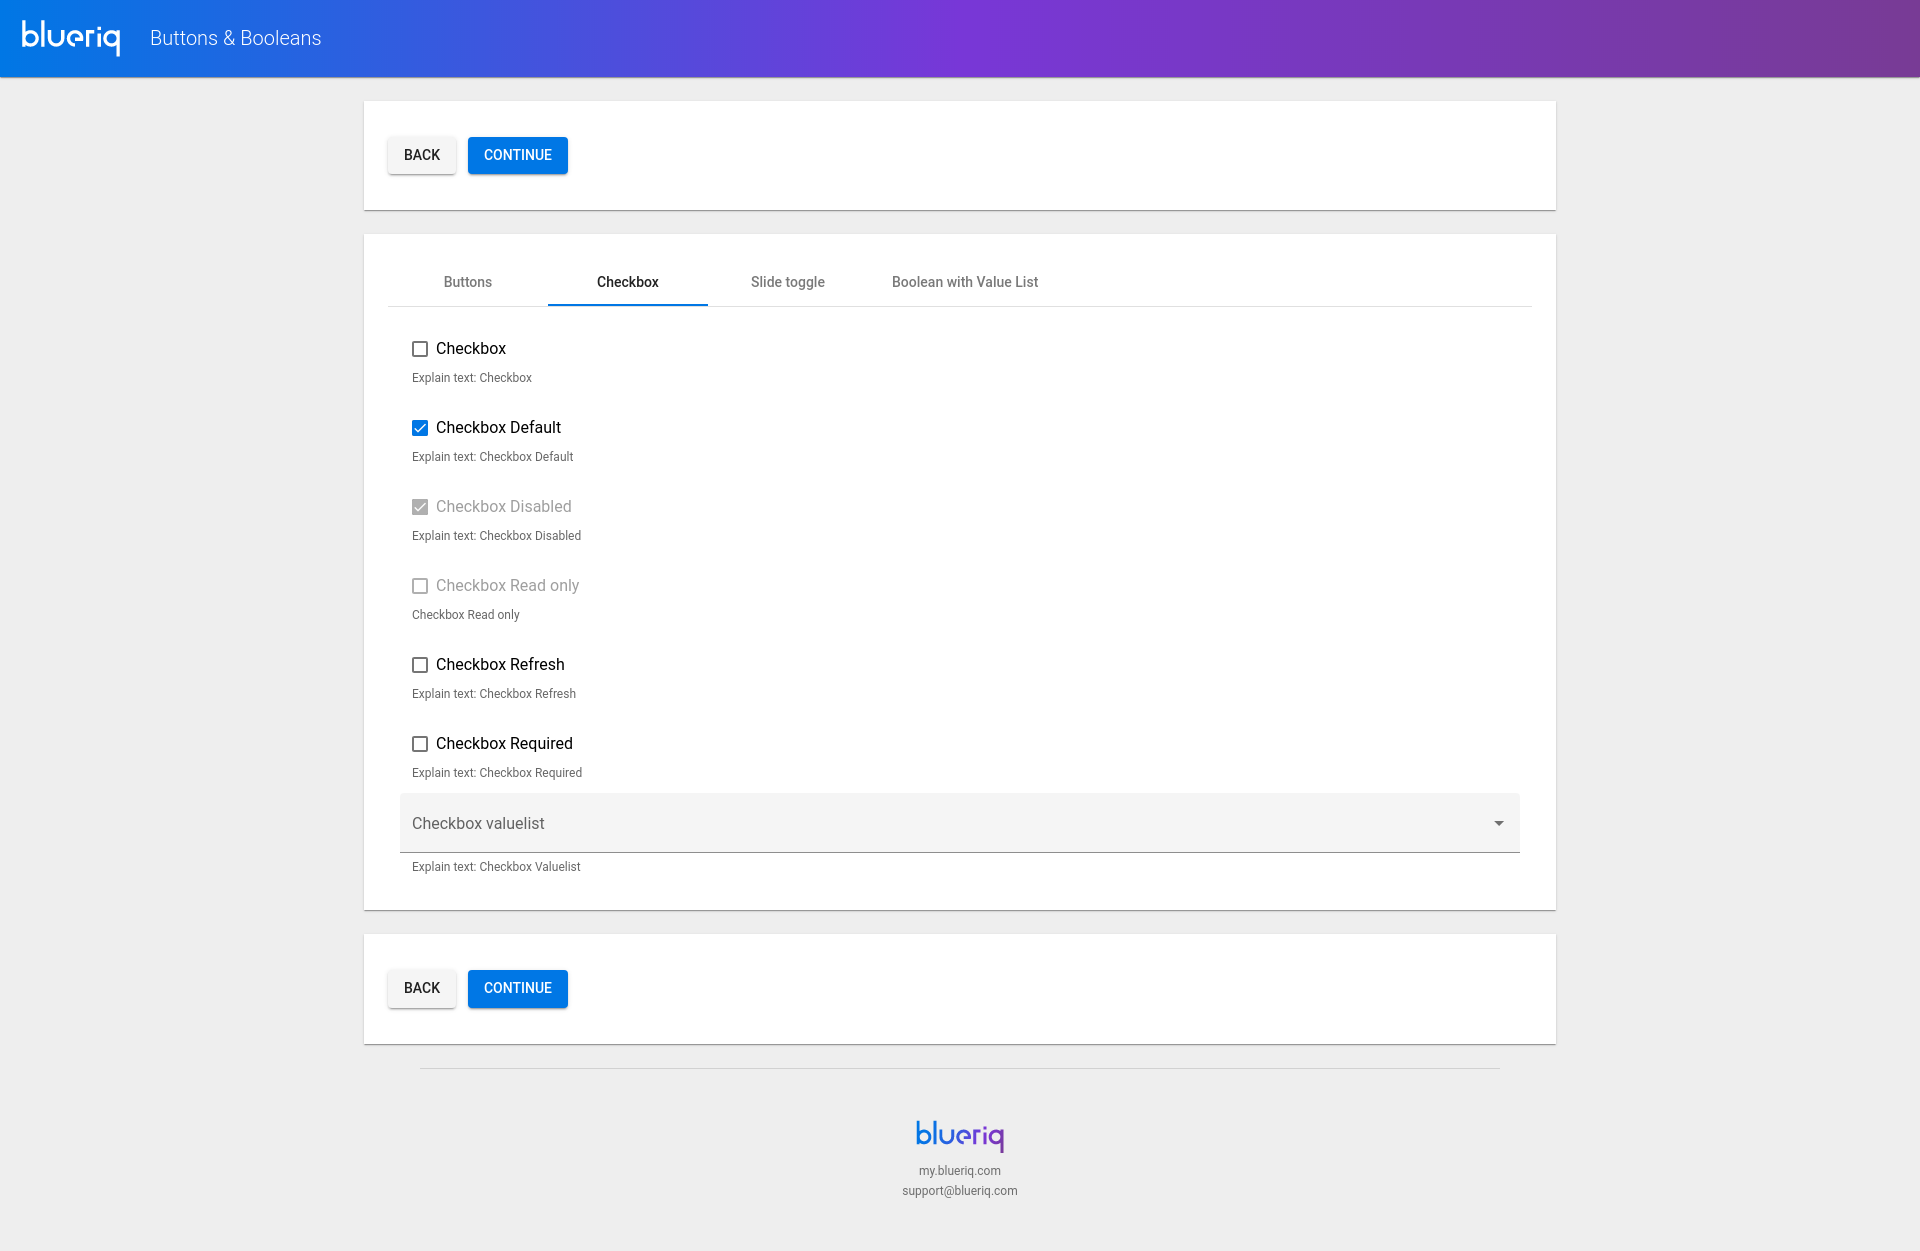 blueriq Buttons & Booleans
BACK CONTINUE
Buttons Checkbox Slide toggle Boolean with Value List
Checkbox
Explain text: Checkbox
Checkbox Default
Explain text: Checkbox Default
Checkbox Disabled
Explain text: Checkbox Disabled
Checkbox Read only
Checkbox Read only
Checkbox Refresh
Explain text: Checkbox Refresh
Checkbox Required
Explain text: Checkbox Required
Checkbox valuelist
Explain text: Checkbox Valuelist
BACK CONTINUE
blueriq
my.blueriq.com
support@blueriq.com